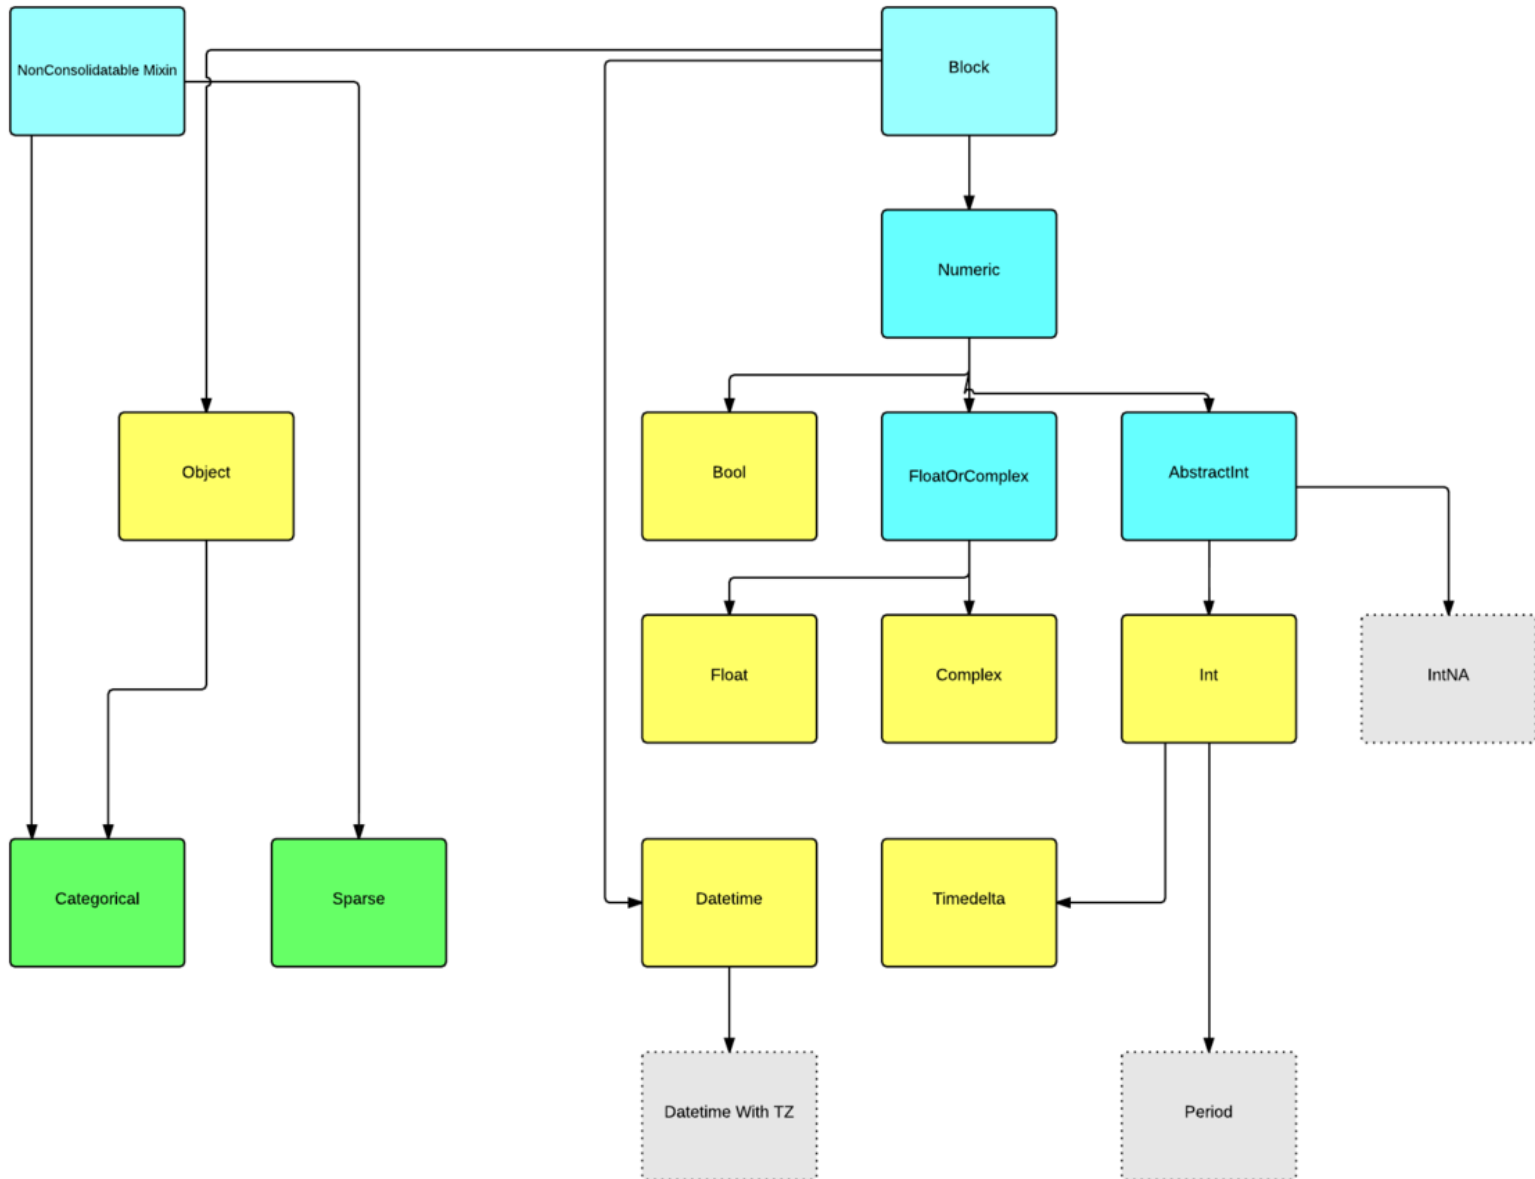 NonConsolidatable Mixin
Block
Numeric
Object
Bool
FloatOrComplex
AbstractInt
Float
Complex
Int
IntNA
Categorical
Sparse
Datetime
Timedelta
Datetime With TZ
Period